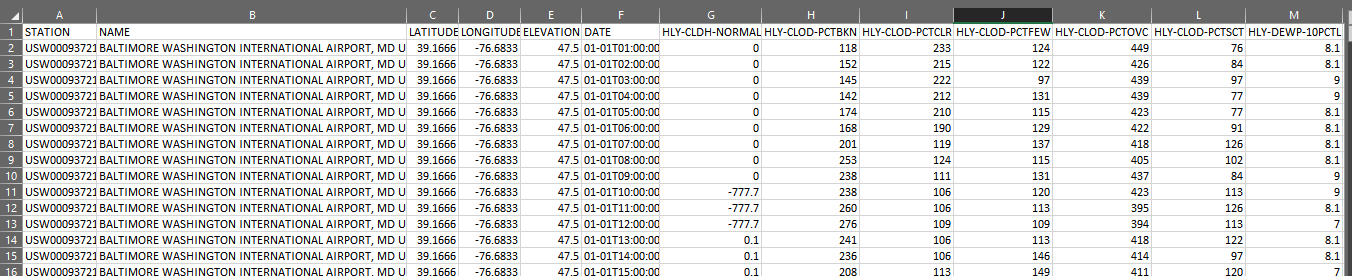 A B C D E F G H I J K L M
1 STATION NAME LATITUDE LONGITUDE ELEVATION DATE HLY-CLDH-NORMAL HLY-CLOD-PCTBKN HLY-CLOD-PCTCLR HLY-CLOD-PCTFEW HLY-CLOD-PCTOVC HLY-CLOD-PCTSCT HLY-DEWP-10PCTL
2 USW00093721 BALTIMORE WASHINGTON INTERNATIONAL AIRPORT, MD U 39.1666 -76.6833 47.5 01-01T01:00:00 0 118 233 124 449 76 8.1
3 USW00093721 BALTIMORE WASHINGTON INTERNATIONAL AIRPORT, MD U 39.1666 -76.6833 47.5 01-01T02:00:00 0 152 215 122 426 84 8.1
4 USW00093721 BALTIMORE WASHINGTON INTERNATIONAL AIRPORT, MD U 39.1666 -76.6833 47.5 01-01T03:00:00 0 145 222 97 439 97 9
5 USW00093721 BALTIMORE WASHINGTON INTERNATIONAL AIRPORT, MD U 39.1666 -76.6833 47.5 01-01T04:00:00 0 142 212 131 439 77 9
6 USW00093721 BALTIMORE WASHINGTON INTERNATIONAL AIRPORT, MD U 39.1666 -76.6833 47.5 01-01T05:00:00 0 174 210 115 423 77 8.1
7 USW00093721 BALTIMORE WASHINGTON INTERNATIONAL AIRPORT, MD U 39.1666 -76.6833 47.5 01-01T06:00:00 0 168 190 129 422 91 8.1
8 USW00093721 BALTIMORE WASHINGTON INTERNATIONAL AIRPORT, MD U 39.1666 -76.6833 47.5 01-01T07:00:00 0 201 119 137 418 126 8.1
9 USW00093721 BALTIMORE WASHINGTON INTERNATIONAL AIRPORT, MD U 39.1666 -76.6833 47.5 01-01T08:00:00 0 253 124 115 405 102 8.1
10 USW00093721 BALTIMORE WASHINGTON INTERNATIONAL AIRPORT, MD U 39.1666 -76.6833 47.5 01-01T09:00:00 0 238 111 131 437 84 9
11 USW00093721 BALTIMORE WASHINGTON INTERNATIONAL AIRPORT, MD U 39.1666 -76.6833 47.5 01-01T10:00:00 -777.7 238 106 120 423 113 9
12 USW00093721 BALTIMORE WASHINGTON INTERNATIONAL AIRPORT, MD U 39.1666 -76.6833 47.5 01-01T11:00:00 -777.7 260 106 113 395 126 8.1
13 USW00093721 BALTIMORE WASHINGTON INTERNATIONAL AIRPORT, MD U 39.1666 -76.6833 47.5 01-01T12:00:00 -777.7 276 109 109 394 113 7
14 USW00093721 BALTIMORE WASHINGTON INTERNATIONAL AIRPORT, MD U 39.1666 -76.6833 47.5 01-01T13:00:00 0.1 241 106 113 418 122 8.1
15 USW00093721 BALTIMORE WASHINGTON INTERNATIONAL AIRPORT, MD U 39.1666 -76.6833 47.5 01-01T14:00:00 0.1 236 106 146 414 97 8.1
16 USW00093721 BALTIMORE WASHINGTON INTERNATIONAL AIRPORT, MD U 39.1666 -76.6833 47.5 01-01T15:00:00 0.1 208 113 149 411 120 7